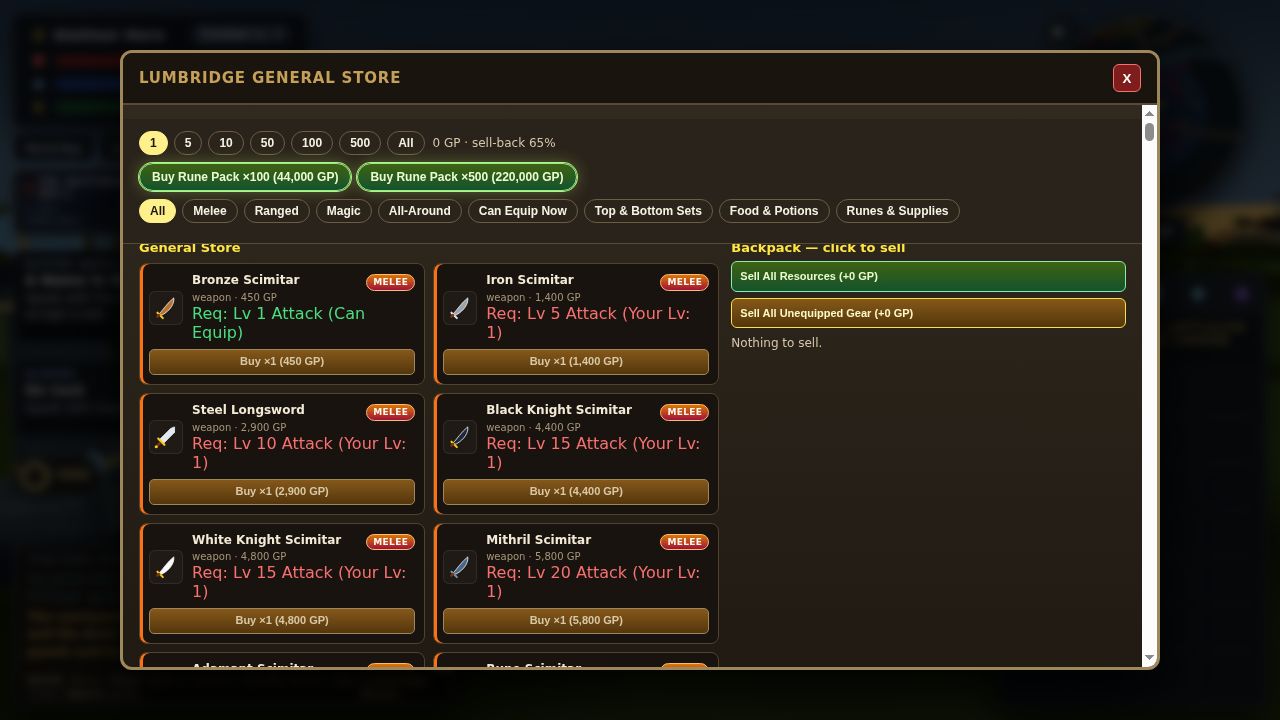 LUMBRIDGE GENERAL STORE
X
1 5 10 50 100 500 All 0 GP · sell-back 65%
Buy Rune Pack ×100 (44,000 GP) Buy Rune Pack ×500 (220,000 GP)
All Melee Ranged Magic All-Around Can Equip Now Top & Bottom Sets Food & Potions Runes & Supplies
General Store
Bronze Scimitar
MELEE
weapon · 450 GP
Req: Lv 1 Attack (Can
Equip)
Buy ×1 (450 GP)
Iron Scimitar
MELEE
weapon · 1,400 GP
Req: Lv 5 Attack (Your Lv:
1)
Buy ×1 (1,400 GP)
Steel Longsword
MELEE
weapon · 2,900 GP
Req: Lv 10 Attack (Your Lv:
1)
Buy ×1 (2,900 GP)
Black Knight Scimitar
MELEE
weapon · 4,400 GP
Req: Lv 15 Attack (Your Lv:
1)
Buy ×1 (4,400 GP)
White Knight Scimitar
MELEE
weapon · 4,800 GP
Req: Lv 15 Attack (Your Lv:
1)
Buy ×1 (4,800 GP)
Mithril Scimitar
MELEE
weapon · 5,800 GP
Req: Lv 20 Attack (Your Lv:
1)
Buy ×1 (5,800 GP)
Adamant Scimitar
Rune Scimitar
Backpack — click to sell
Sell All Resources (+0 GP)
Sell All Unequipped Gear (+0 GP)
Nothing to sell.